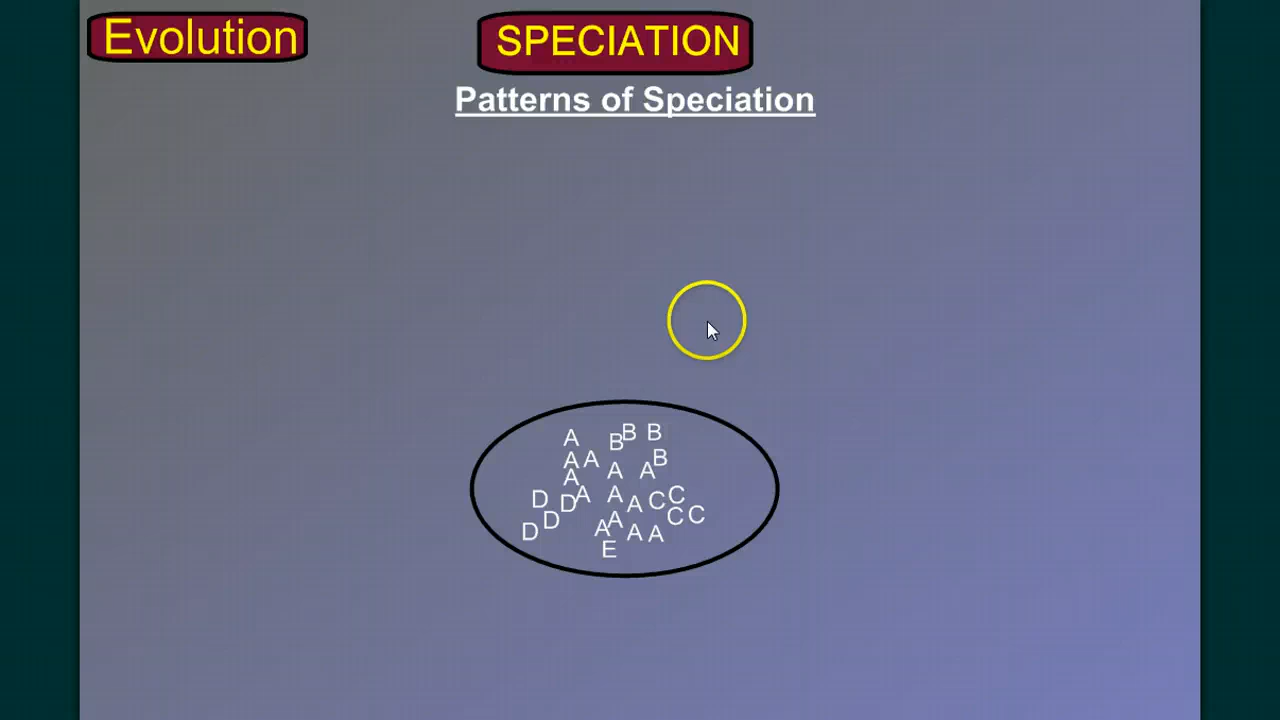 Evolution
SPECIATION
Patterns of Speciation
A B B B
A A A A B
A
D D A A A C C
D D A A A A C C
E